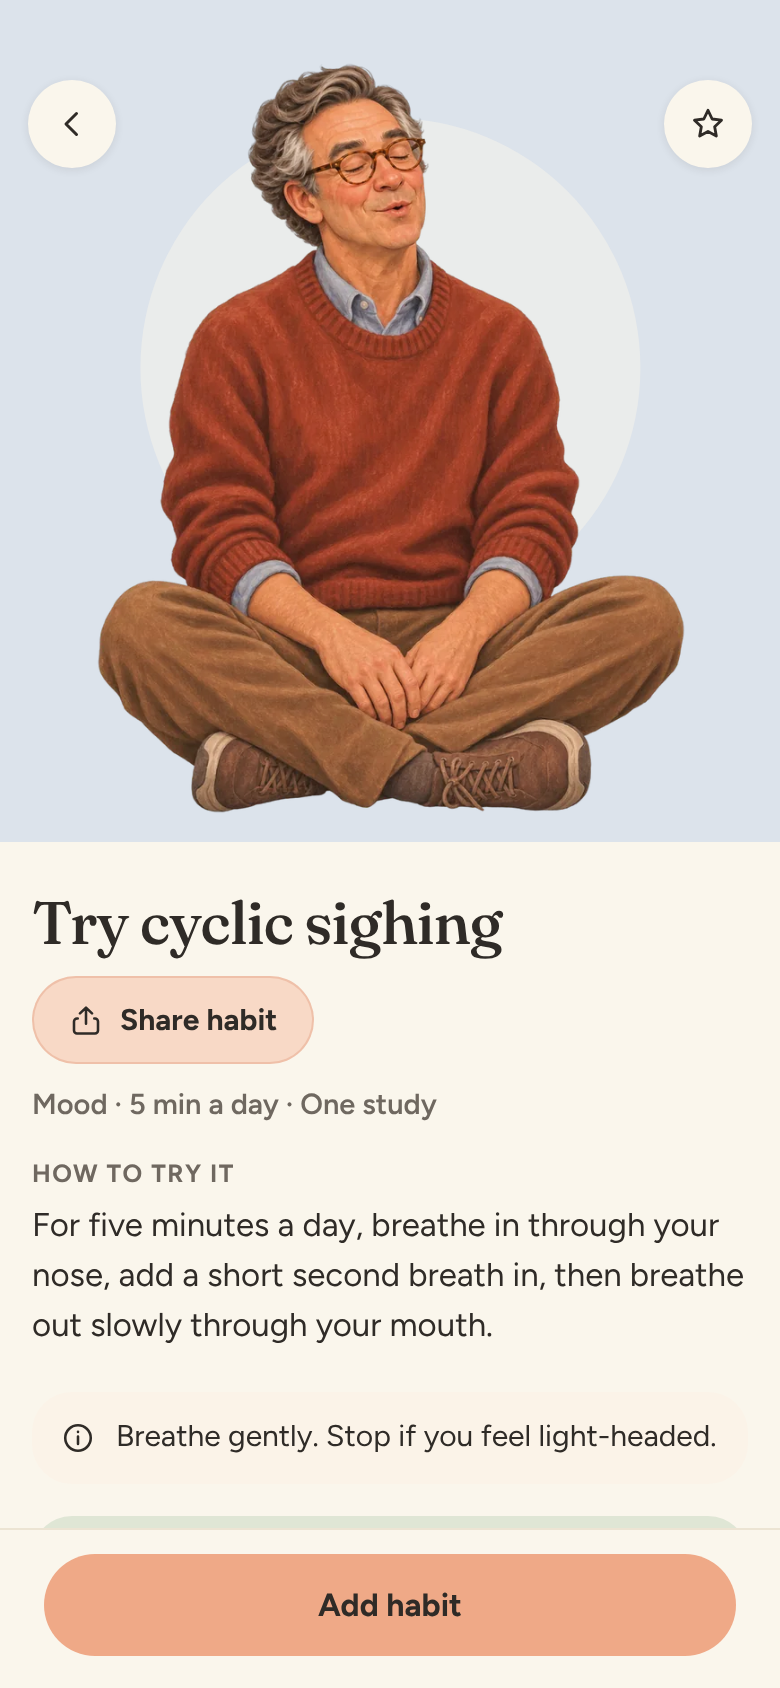 Try cyclic sighing
Share habit
Mood · 5 min a day · One study
HOW TO TRY IT
For five minutes a day, breathe in through your
nose, add a short second breath in, then breathe
out slowly through your mouth.
Breathe gently. Stop if you feel light-headed.
Add habit